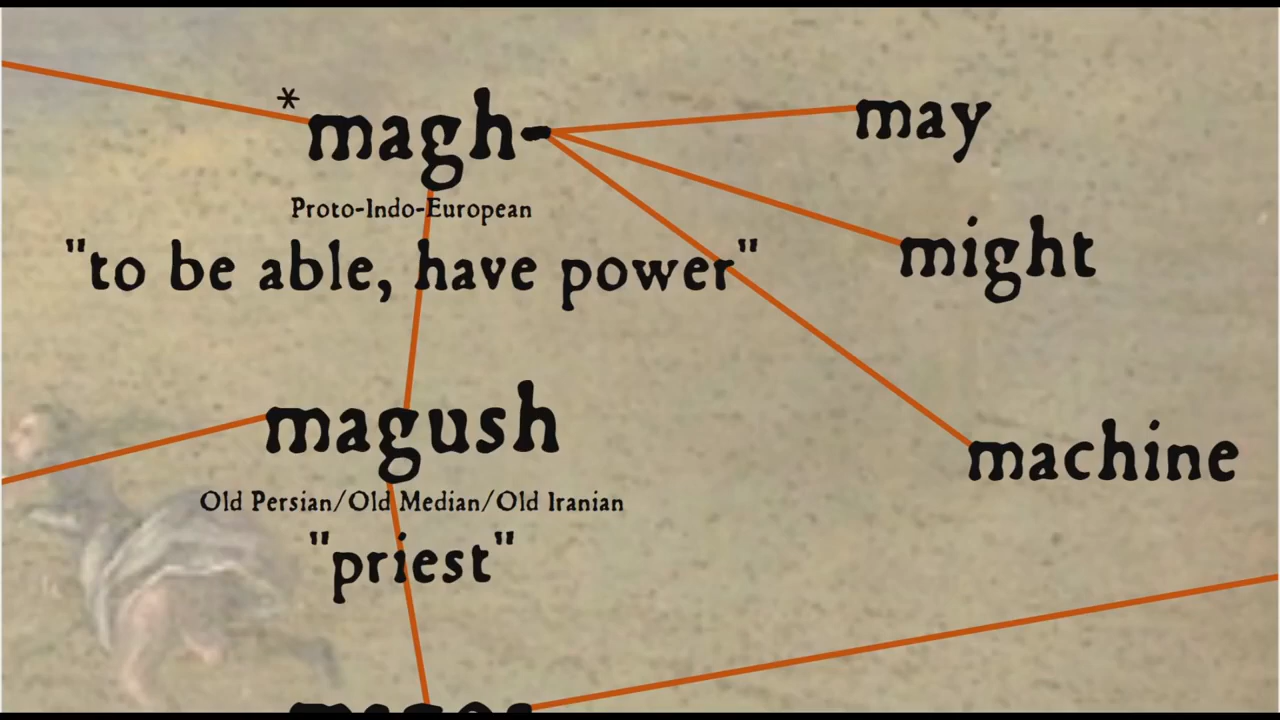 *magh-
may
Proto-Indo-European
might
"to be able, have power"
magush
machine
Old Persian/Old Median/Old Iranian
"priest"